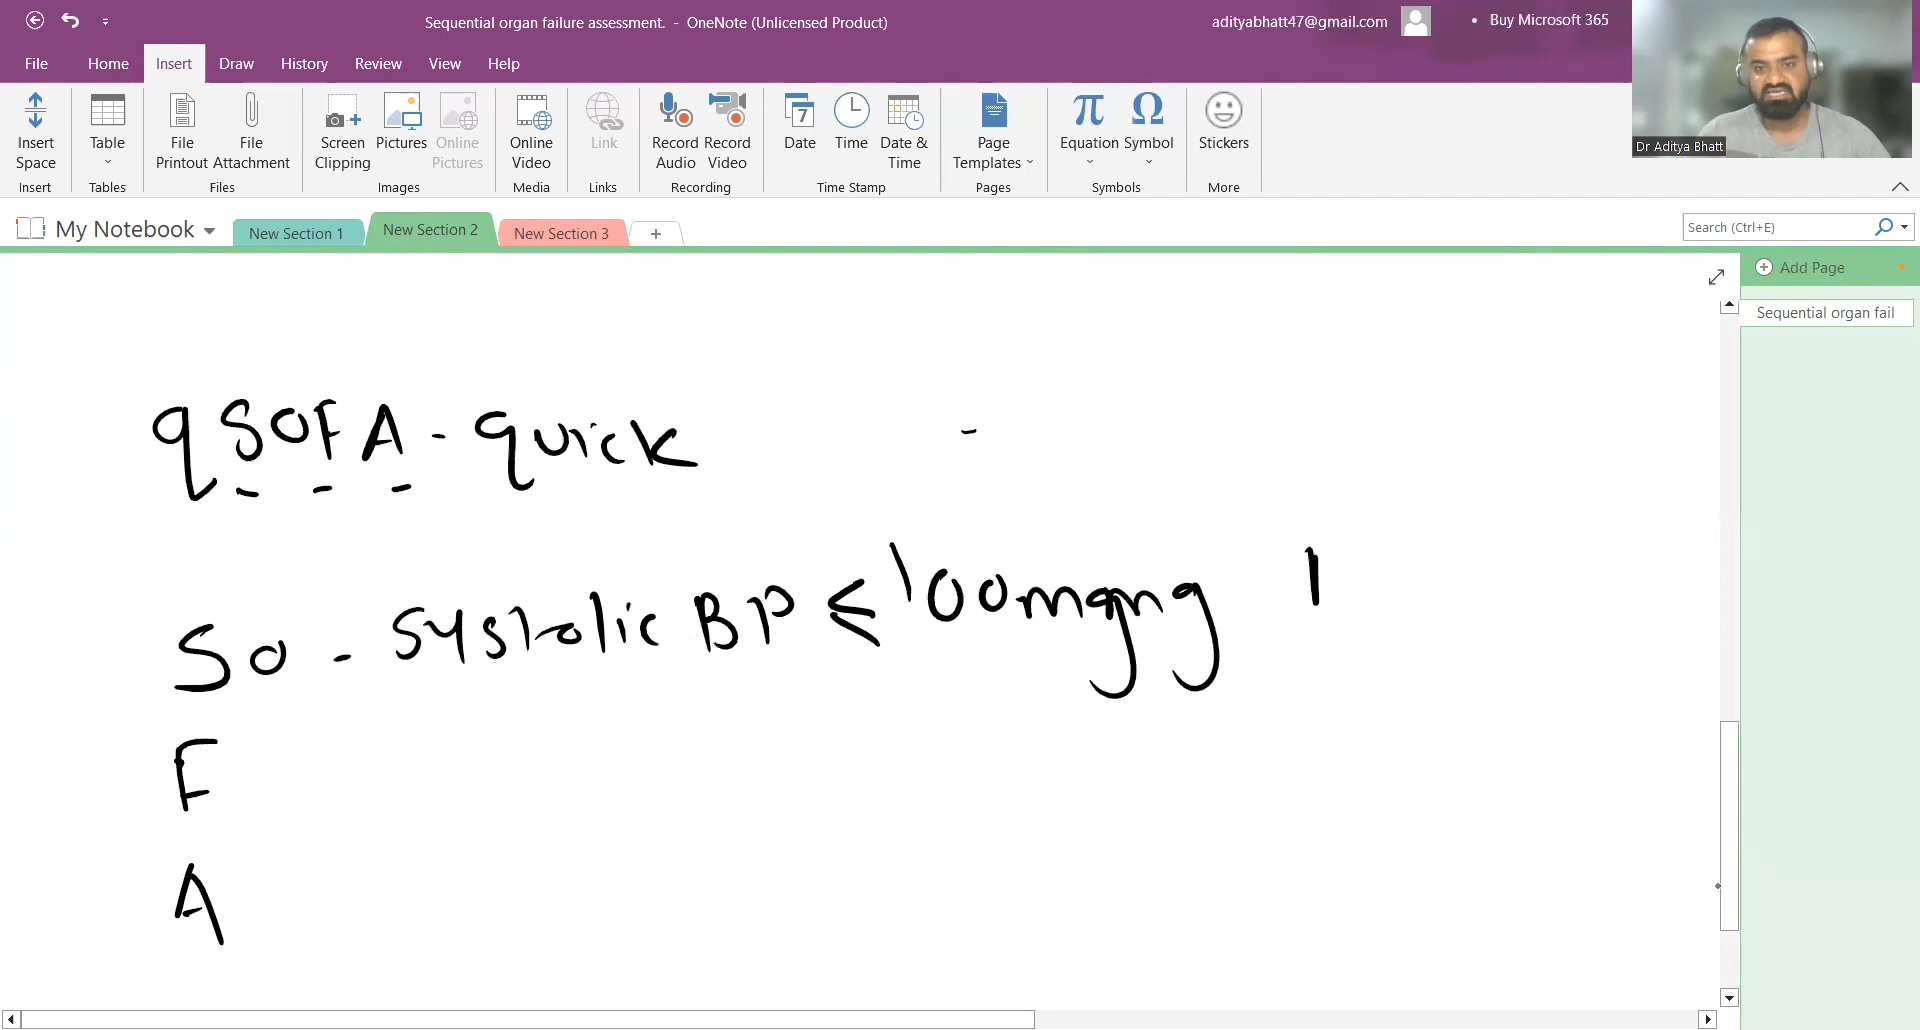 Sequential organ failure assessment. - OneNote (Unlicensed Product)
adityabhatt47@gmail.com
Buy Microsoft 365
File Home Insert Draw History Review View Help
Insert Space
Table
File Printout
File Attachment
Screen Clipping
Pictures
Online Pictures
Online Video
Link
Record Audio
Record Video
7
Date
Time
Date & Time
Page Templates
π
Equation
Ω
Symbol
Stickers
Insert Tables Files Images Media Links Recording Time Stamp Pages Symbols More
Dr Aditya Bhatt
My Notebook New Section 1 New Section 2 New Section 3 +
Search (Ctrl+E)
Add Page
Sequential organ fail
qSOFA - quick
So - Systolic BP ≤ 100 1
F
A